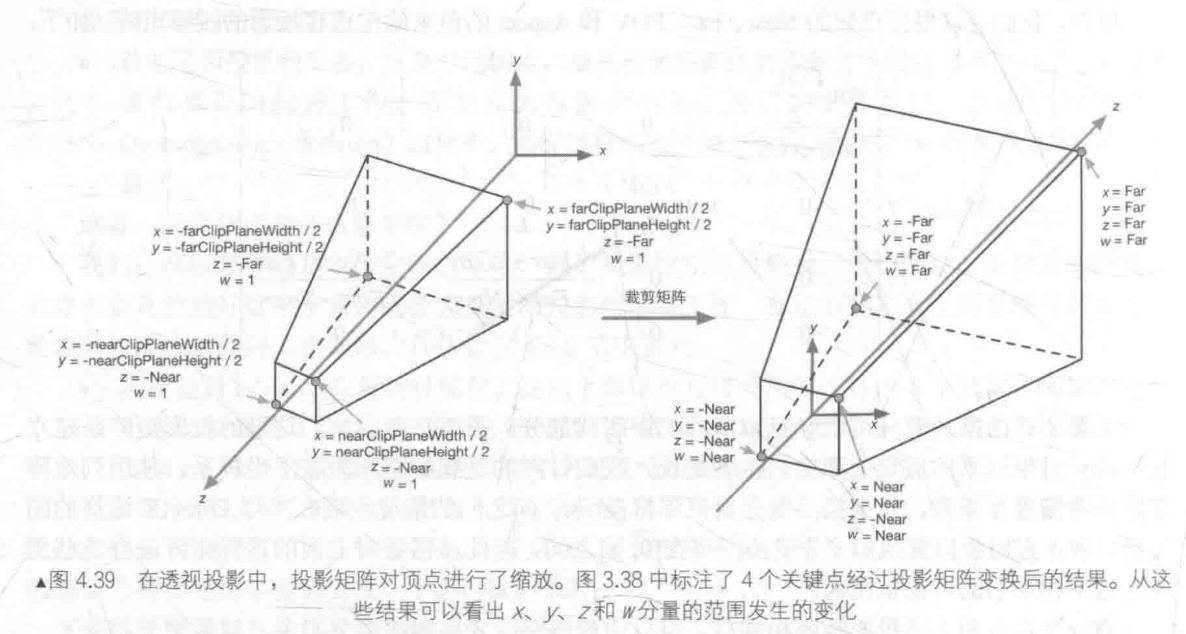 y
x
x = -farClipPlaneWidth / 2
y = -farClipPlaneHeight / 2
z = -Far
w = 1
x = farClipPlaneWidth / 2
y = farClipPlaneHeight / 2
z = -Far
w = 1
x = -nearClipPlaneWidth / 2
y = -nearClipPlaneHeight / 2
z = -Near
w = 1
x = nearClipPlaneWidth / 2
y = nearClipPlaneHeight / 2
z = -Near
w = 1
z
裁剪矩阵
z
x = Far
y = Far
z = Far
w = Far
x = -Far
y = -Far
z = Far
w = Far
x = -Near
x = -Near
z = -Near
w = Near
x
x = Near
x = Near
z = -Near
w = Near
▲图 4.39 在透视投影中，投影矩阵对顶点进行了缩放。图 3.38 中标注了 4 个关键点经过投影矩阵变换后的结果。从这
些结果可以看出 x、y、z 和 w 分量的范围发生的变化